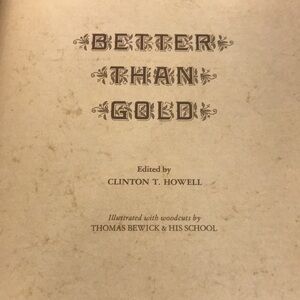 BETTER
THAN
GOLD
Edited by
CLINTON T. HOWELL
Illustrated with woodcuts by
THOMAS BEWICK & HIS SCHOOL